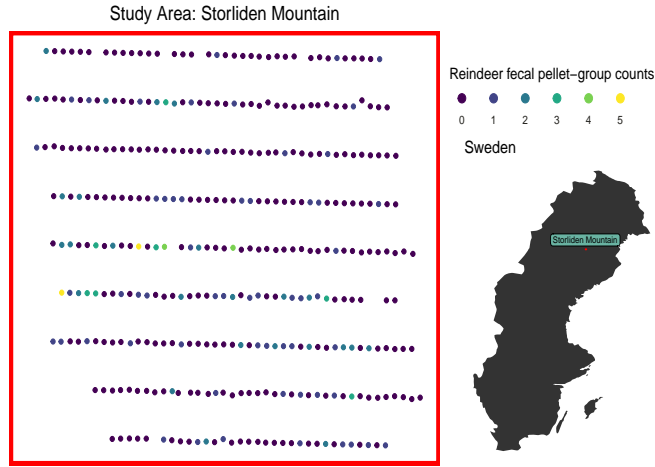 Study Area: Storliden Mountain
Reindeer fecal pellet−group counts
0 1 2 3 4 5
Sweden
Storliden Mountain